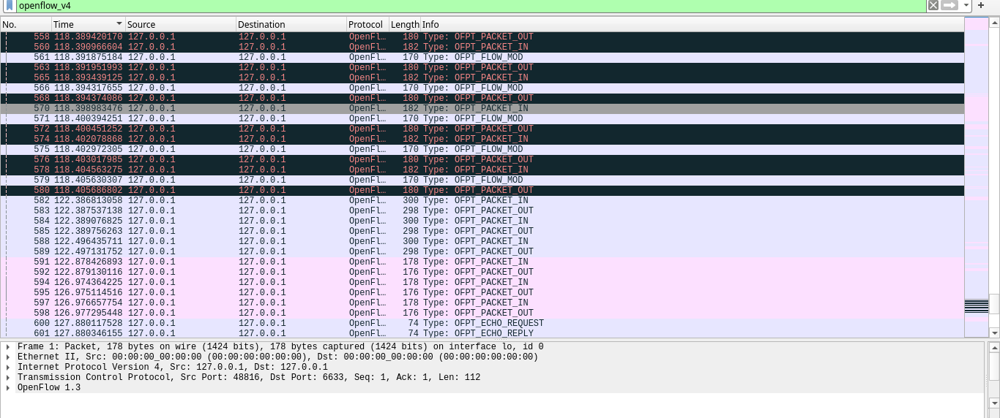 openflow_v4
No. Time Source Destination Protocol Length Info
558 118.389420170 127.0.0.1 127.0.0.1 OpenFl… 180 Type: OFPT_PACKET_OUT
560 118.390966604 127.0.0.1 127.0.0.1 OpenFl… 182 Type: OFPT_PACKET_IN
561 118.391875184 127.0.0.1 127.0.0.1 OpenFl… 170 Type: OFPT_FLOW_MOD
563 118.391951993 127.0.0.1 127.0.0.1 OpenFl… 180 Type: OFPT_PACKET_OUT
565 118.393439125 127.0.0.1 127.0.0.1 OpenFl… 182 Type: OFPT_PACKET_IN
566 118.394317655 127.0.0.1 127.0.0.1 OpenFl… 170 Type: OFPT_FLOW_MOD
568 118.394374086 127.0.0.1 127.0.0.1 OpenFl… 180 Type: OFPT_PACKET_OUT
570 118.398983476 127.0.0.1 127.0.0.1 OpenFl… 182 Type: OFPT_PACKET_IN
571 118.400394251 127.0.0.1 127.0.0.1 OpenFl… 170 Type: OFPT_FLOW_MOD
572 118.400451252 127.0.0.1 127.0.0.1 OpenFl… 180 Type: OFPT_PACKET_OUT
574 118.402078868 127.0.0.1 127.0.0.1 OpenFl… 182 Type: OFPT_PACKET_IN
575 118.402972305 127.0.0.1 127.0.0.1 OpenFl… 170 Type: OFPT_FLOW_MOD
576 118.403017985 127.0.0.1 127.0.0.1 OpenFl… 180 Type: OFPT_PACKET_OUT
578 118.404563275 127.0.0.1 127.0.0.1 OpenFl… 182 Type: OFPT_PACKET_IN
579 118.405630307 127.0.0.1 127.0.0.1 OpenFl… 170 Type: OFPT_FLOW_MOD
580 118.405686802 127.0.0.1 127.0.0.1 OpenFl… 180 Type: OFPT_PACKET_OUT
582 122.386813058 127.0.0.1 127.0.0.1 OpenFl… 300 Type: OFPT_PACKET_IN
583 122.387537138 127.0.0.1 127.0.0.1 OpenFl… 298 Type: OFPT_PACKET_OUT
584 122.389076825 127.0.0.1 127.0.0.1 OpenFl… 300 Type: OFPT_PACKET_IN
585 122.389756263 127.0.0.1 127.0.0.1 OpenFl… 298 Type: OFPT_PACKET_OUT
588 122.496435711 127.0.0.1 127.0.0.1 OpenFl… 300 Type: OFPT_PACKET_IN
589 122.497131752 127.0.0.1 127.0.0.1 OpenFl… 298 Type: OFPT_PACKET_OUT
591 122.878426893 127.0.0.1 127.0.0.1 OpenFl… 178 Type: OFPT_PACKET_IN
592 122.879130116 127.0.0.1 127.0.0.1 OpenFl… 176 Type: OFPT_PACKET_OUT
594 126.974364225 127.0.0.1 127.0.0.1 OpenFl… 178 Type: OFPT_PACKET_IN
595 126.975114516 127.0.0.1 127.0.0.1 OpenFl… 176 Type: OFPT_PACKET_OUT
597 126.976657754 127.0.0.1 127.0.0.1 OpenFl… 178 Type: OFPT_PACKET_IN
598 126.977295448 127.0.0.1 127.0.0.1 OpenFl… 176 Type: OFPT_PACKET_OUT
600 127.880117528 127.0.0.1 127.0.0.1 OpenFl… 74 Type: OFPT_ECHO_REQUEST
601 127.880346155 127.0.0.1 127.0.0.1 OpenFl… 74 Type: OFPT_ECHO_REPLY
Frame 1: Packet, 178 bytes on wire (1424 bits), 178 bytes captured (1424 bits) on interface lo, id 0
Ethernet II, Src: 00:00:00_00:00:00 (00:00:00:00:00:00), Dst: 00:00:00_00:00:00 (00:00:00:00:00:00)
Internet Protocol Version 4, Src: 127.0.0.1, Dst: 127.0.0.1
Transmission Control Protocol, Src Port: 48816, Dst Port: 6633, Seq: 1, Ack: 1, Len: 112
OpenFlow 1.3